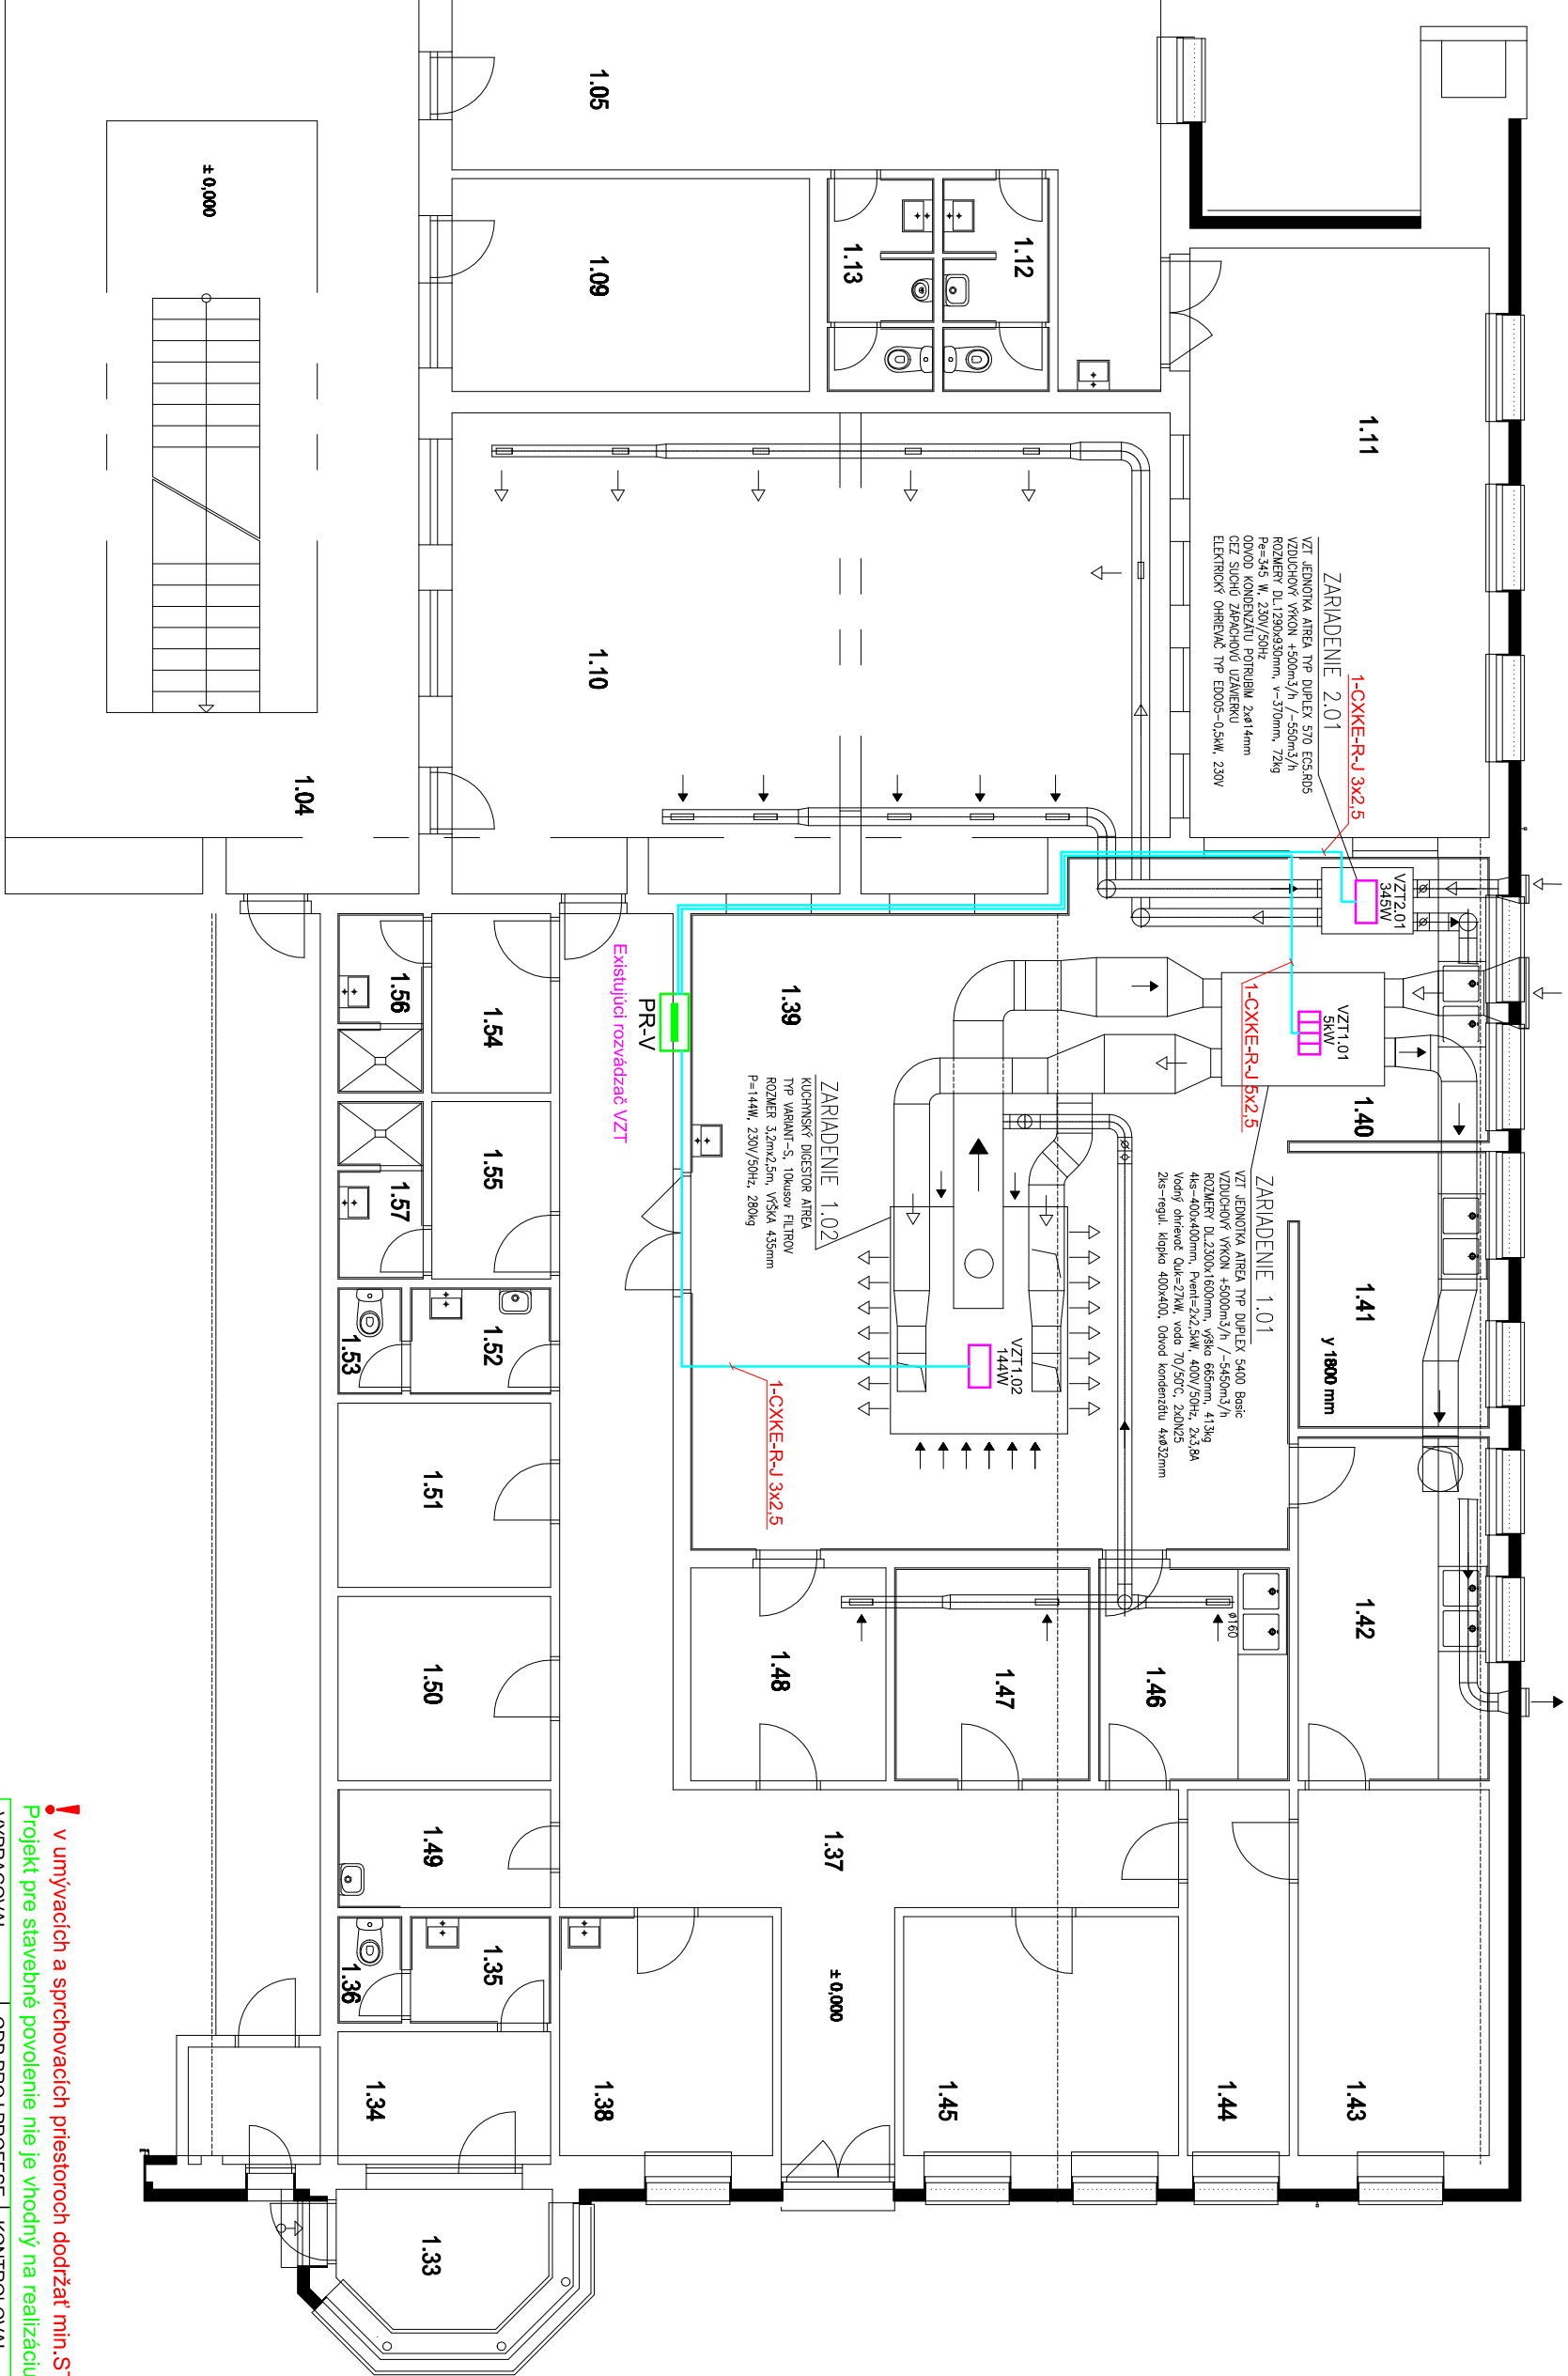 1.05
1.09
1.13
1.12
1.11
± 0,000
1.10
1.04
ZARIADENIE 2.01
VZT JEDNOTKA ATREA TYP DUPLEX 570 EC5.RD5
VZDUCHOVÝ VÝKON +500m3/h /-550m3/h
ROZMERY DL.1290x930mm, v-370mm, 72kg
Pe=345 W, 230V/50Hz
ODVOD KONDENZÁTU POTRUBÍM 2xø14mm
CEZ SUCHÚ ZÁPACHOVÚ UZÁVIERKU
ELEKTRICKÝ OHRIEVAČ TYP EDO05-0,5kW, 230V
1-CXKE-R-J 3x2,5
VZT2.01
345W
VZT1.01
5kW
1-CXKE-R-J 5x2,5
Existujúci rozvádzač VZT
PR-V
1.39
1.40
1.41
y 1800 mm
1.42
ZARIADENIE 1.01
VZT JEDNOTKA ATREA TYP DUPLEX 5400 Basic
VZDUCHOVÝ VÝKON +5000m3/h /-5450m3/h
ROZMERY DL.2300x1600mm, výška 665mm, 413kg
4ks-400x400mm, Pvent=2x2,5kW, 400V/50Hz, 2x3,8A
Vodný ohrievač Quk=27kW, voda 70/50°C, 2xDN25
2ks-regul. klapka 400x400, Odvod kondenzátu 4xø32mm
ZARIADENIE 1.02
KUCHYNSKÝ DIGESTOR ATREA
TYP VARIANT-S, 10kusov FILTROV
ROZMER 3,2mx2,5m, VÝŠKA 435mm
P=144W, 230V/50Hz, 280kg
VZT1.02
144W
1-CXKE-R-J 3x2,5
1.56
1.54
1.55
1.57
1.53
1.52
1.51
1.50
1.49
1.48
1.47
1.46
ø160
1.37
± 0,000
1.36
1.35
1.34
1.38
1.45
1.44
1.43
1.33
v umývacích a sprchovacích priestoroch dodržať min.S
Projekt pre stavebné povolenie nie je vhodný na realizáciu